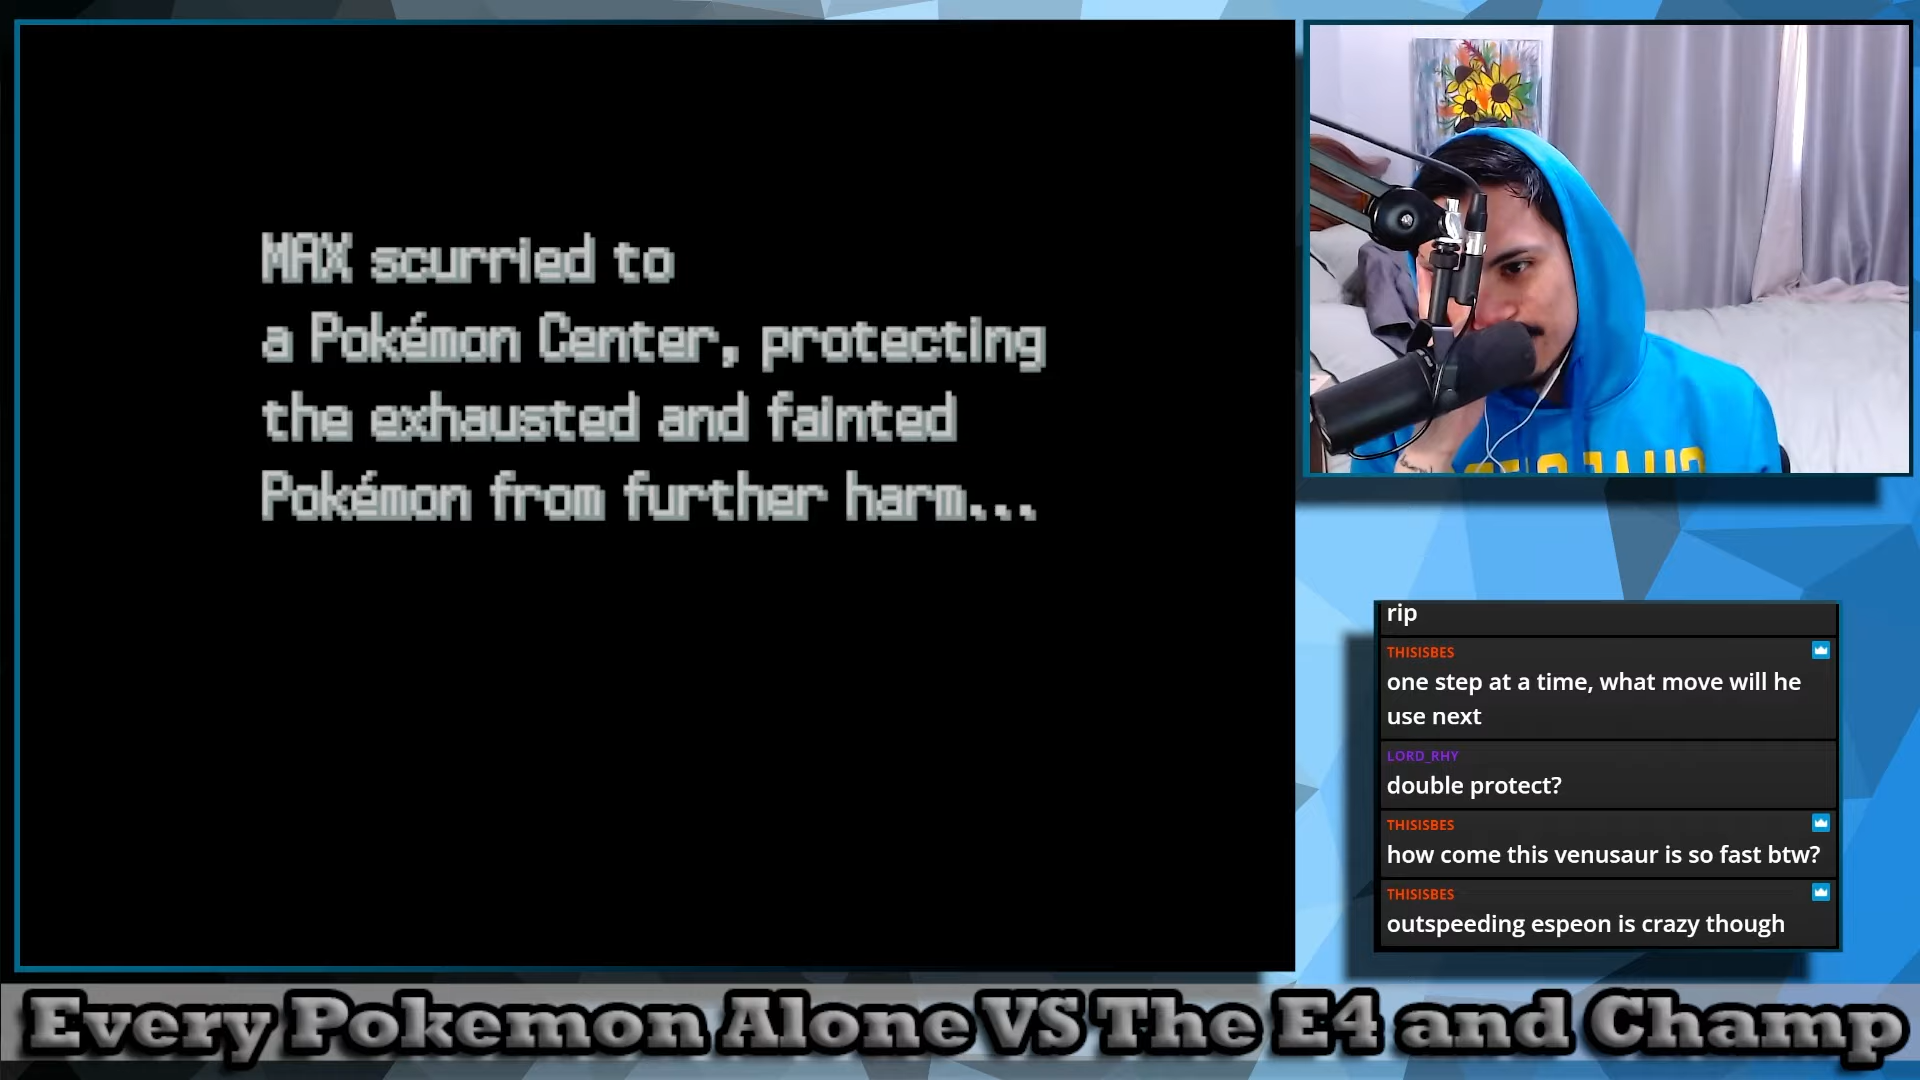 MAX scurried to
a Pokémon Center, protecting
the exhausted and fainted
Pokémon from further harm...
rip
THISISBES
one step at a time, what move will he
use next
LORD_RHY
double protect?
THISISBES
how come this venusaur is so fast btw?
THISISBES
outspeeding espeon is crazy though
Every Pokemon Alone VS The E4 and Champ